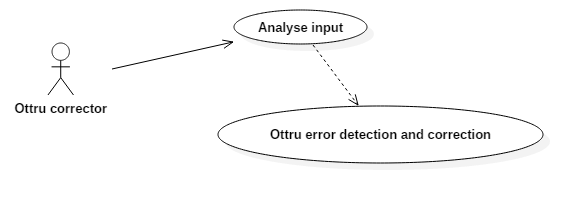 Analyse input
Ottru corrector
Ottru error detection and correction